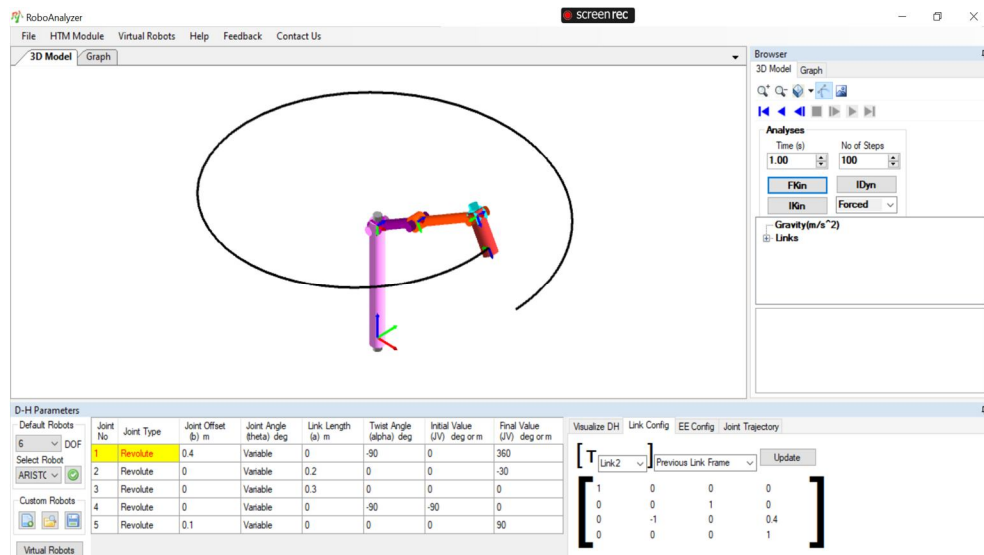 RoboAnalyzer
screenrec
File HTM Module Virtual Robots Help Feedback Contact Us
3D Model Graph
Browser
3D Model Graph
Analyses
Time (s) No of Steps
1.00 100
FKin IDyn
IKin Forced
Gravity(m/s^2)
Links
D-H Parameters
Default Robots
6 DOF
Select Robot
ARISTC
Custom Robots
Virtual Robots
Joint No Joint Type Joint Offset (b) m Joint Angle (theta) deg Link Length (a) m Twist Angle (alpha) deg Initial Value (JV) deg or m Final Value (JV) deg or m
1 Revolute 0.4 Variable 0 -90 0 360
2 Revolute 0 Variable 0.2 0 0 -30
3 Revolute 0 Variable 0.3 0 0 0
4 Revolute 0 Variable 0 -90 -90 0
5 Revolute 0.1 Variable 0 0 0 90
Visualize DH Link Config EE Config Joint Trajectory
[ T Link2 ] Previous Link Frame Update
1 0 0 0
0 0 1 0
0 -1 0 0.4
0 0 0 1